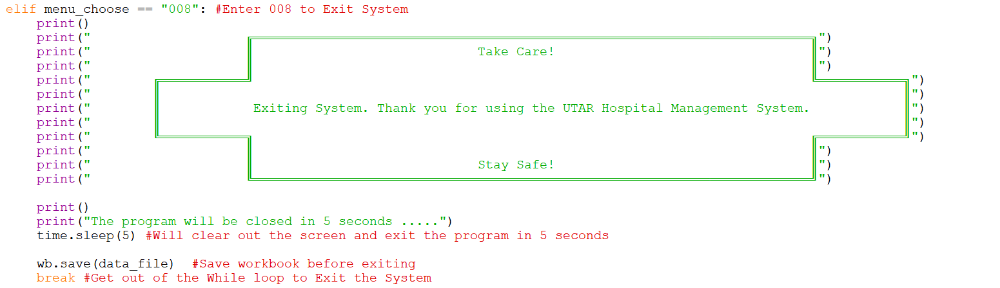 elif menu_choose == "008": #Enter 008 to Exit System
    print()
    print("                    ╔════════════════════════════════════════════════════════════════════════╗")
    print("                    ║                             Take Care!                                 ║")
    print("                    ║                                                                        ║")
    print("        ╔═══════════╝                                                                        ╚═══════════╗")
    print("        ║                                                                                                ║")
    print("        ║            Exiting System. Thank you for using the UTAR Hospital Management System.            ║")
    print("        ║                                                                                                ║")
    print("        ╚═══════════╗                                                                        ╔═══════════╝")
    print("                    ║                                                                        ║")
    print("                    ║                             Stay Safe!                                 ║")
    print("                    ╚════════════════════════════════════════════════════════════════════════╝")
    print()
    print("The program will be closed in 5 seconds .....")
    time.sleep(5) #Will clear out the screen and exit the program in 5 seconds
    wb.save(data_file)  #Save workbook before exiting
    break #Get out of the While loop to Exit the System